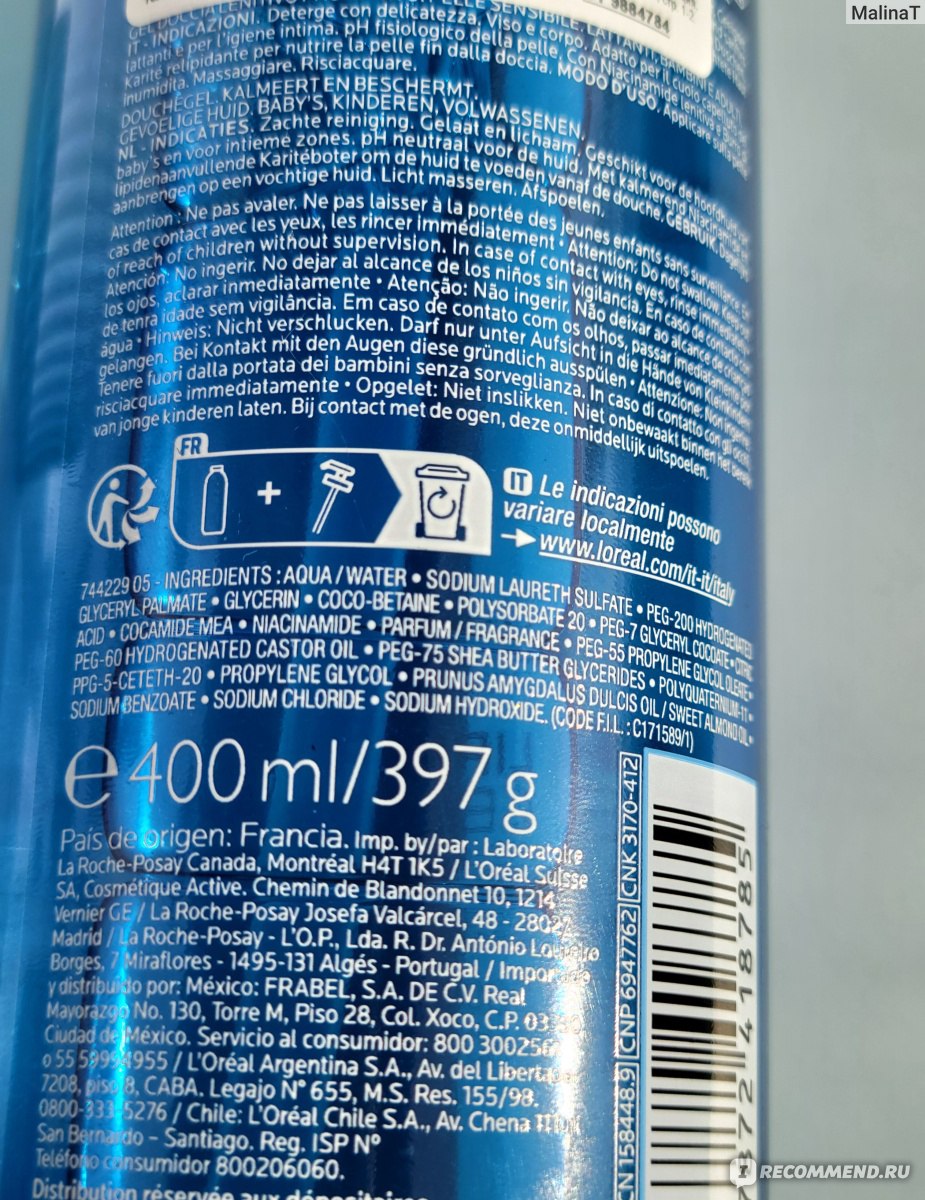 MalinaT
9884784
IT - INDICAZIONI. Deterge con delicatezza. Viso e corpo. Adatto per il cuoio
lattanti e per l'igiene intima. pH fisiologico della pelle. Con Niacinamide lenitiva e
Karité relipidante per nutrire la pelle fin dalla doccia. MODO D'USO. Applicare sulla pelle
inumidita. Massaggiare. Risciacquare.
DOUCHEGEL. KALMEERT EN BESCHERMT.
GEVOELIGE HUID. BABY'S, KINDEREN, VOLWASSENEN.
NL - INDICATIES. Zachte reiniging. Gelaat en lichaam. Geschikt voor de hoofdhuid
baby's en voor intieme zones. pH neutraal voor de huid. Met kalmerend Niacinamide
lipidenaanvullende Karitéboter om de huid te voeden vanaf de douche. GEBRUIK. Dagelijks
aanbrengen op een vochtige huid. Licht masseren. Afspoelen.
Attention : Ne pas avaler. Ne pas laisser à la portée des jeunes enfants sans surveillance. En
cas de contact avec les yeux, les rincer immédiatement • Attention: Do not swallow. Keep out
of reach of children without supervision. In case of contact with eyes, rinse immediately
Atención: No ingerir. No dejar al alcance de los niños sin vigilancia. En caso de contacto con
los ojos, aclarar inmediatamente • Atenção: Não ingerir. Não deixar ao alcance de crianças
de tenra idade sem vigilância. Em caso de contato com os olhos, passar imediatamente por
água • Hinweis: Nicht verschlucken. Darf nur unter Aufsicht in die Hände von Kleinkindern
gelangen. Bei Kontakt mit den Augen diese gründlich ausspülen • Attenzione: Non ingerire.
Tenere fuori dalla portata dei bambini senza sorveglianza. In caso di contatto con gli occhi,
risciacquare immediatamente • Opgelet: Niet inslikken. Niet onbewaakt binnen het bereik
van jonge kinderen laten. Bij contact met de ogen, deze onmiddellijk uitspoelen.
FR
+
IT Le indicazioni possono
variare localmente
www.loreal.com/it-it/italy
744229 05 - INGREDIENTS : AQUA / WATER • SODIUM LAURETH SULFATE • PEG-200 HYDROGENATED
GLYCERYL PALMATE • GLYCERIN • COCO-BETAINE • POLYSORBATE 20 • PEG-7 GLYCERYL COCOATE • CITRIC
ACID • COCAMIDE MEA • NIACINAMIDE • PARFUM / FRAGRANCE • PEG-55 PROPYLENE GLYCOL OLEATE •
PEG-60 HYDROGENATED CASTOR OIL • PEG-75 SHEA BUTTER GLYCERIDES • POLYQUATERNIUM-11 •
PPG-5-CETETH-20 • PROPYLENE GLYCOL • PRUNUS AMYGDALUS DULCIS OIL / SWEET ALMOND OIL •
SODIUM BENZOATE • SODIUM CHLORIDE • SODIUM HYDROXIDE. (CODE F.I.L. : C171589/1)
e 400 ml/397 g
País de origen: Francia. Imp. by/par : Laboratoire
La Roche-Posay Canada, Montréal H4T 1K5 / L'Oréal Suisse
SA, Cosmétique Active. Chemin de Blandonnet 10, 1214
Vernier GE / La Roche-Posay Josefa Valcárcel, 48 - 28027
Madrid / La Roche-Posay - L'O.P., Lda. R. Dr. António Loureiro
Borges, 7 Miraflores - 1495-131 Algés - Portugal / Importado
y distribuido por: México: FRABEL, S.A. DE C.V. Real
Mayorazgo No. 130, Torre M, Piso 28, Col. Xoco, C.P.
Ciudad de México. Servicio al consumidor: 800
o 55 / L'Oréal Argentina S.A., Av. del Libertador
7208, piso 8, CABA. Legajo N° 655, M.S. Res. 155/98.
0800-333-5276 / Chile: L'Oréal Chile S.A., Av. Chena
San Bernardo - Santiago. Reg. ISP N°
Teléfono consumidor 800206060.
Distribution réservée aux dépositaires
CN 158448.9 CNP 6947762 CNK 3170-412
337872418785
RECOMMEND.RU